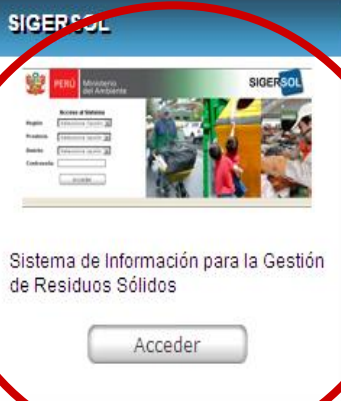 SIGERSOL
PERÚ Ministerio del Ambiente
SIGERSOL
Acceso al Sistema
Región
Provincia
Distrito
Contraseña
Acceder
Sistema de Información para la Gestión
de Residuos Sólidos
Acceder